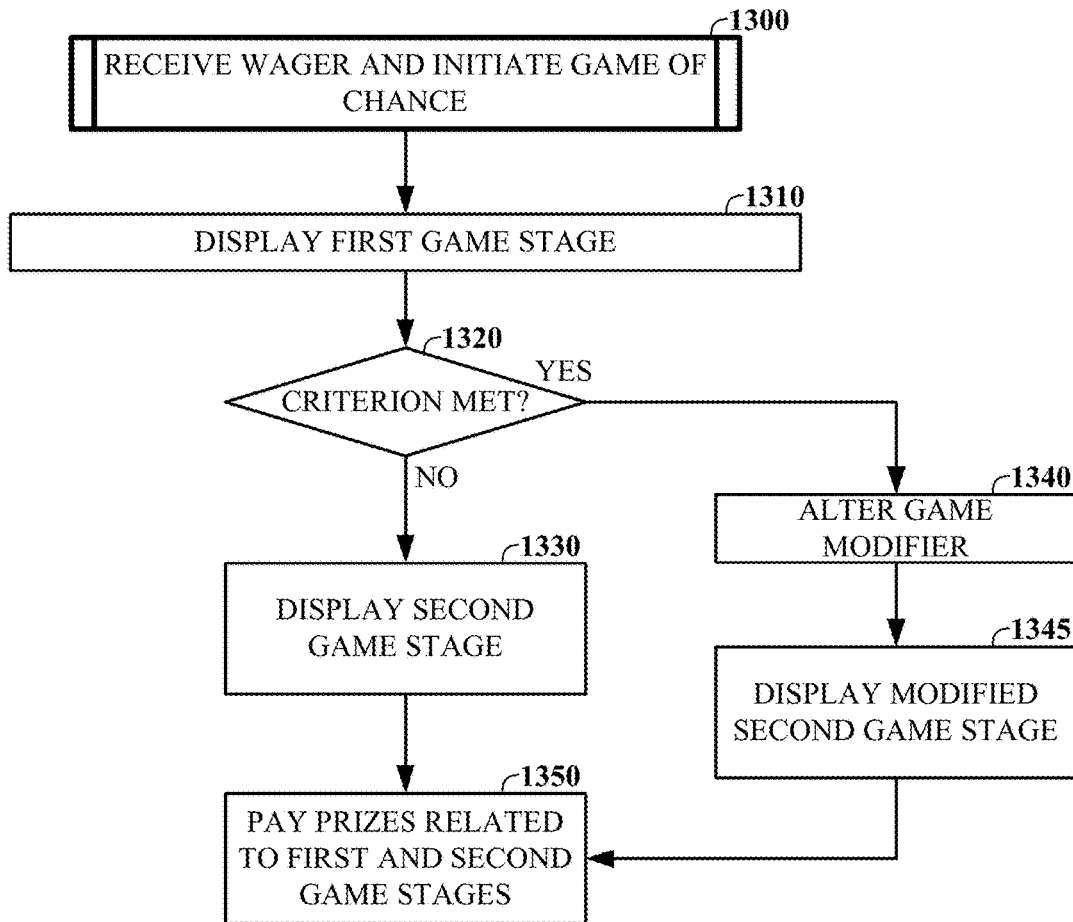 1300
RECEIVE WAGER AND INITIATE GAME OF
CHANCE
1310
DISPLAY FIRST GAME STAGE
1320
CRITERION MET?
YES
NO
1330
DISPLAY SECOND
GAME STAGE
1340
ALTER GAME
MODIFIER
1345
DISPLAY MODIFIED
SECOND GAME STAGE
1350
PAY PRIZES RELATED
TO FIRST AND SECOND
GAME STAGES